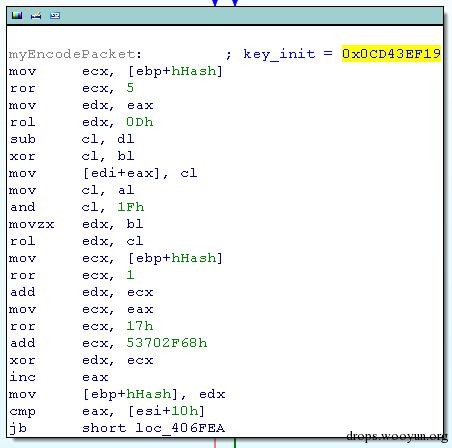 myEncodePacket: ; key_init = 0x0CD43EF19
mov ecx, [ebp+hHash]
ror ecx, 5
mov edx, eax
rol edx, 0Dh
sub cl, dl
xor cl, bl
mov [edi+eax], cl
mov cl, al
and cl, 1Fh
movzx edx, bl
rol edx, cl
mov ecx, [ebp+hHash]
ror ecx, 1
add edx, ecx
mov ecx, eax
ror ecx, 17h
add ecx, 53702F68h
xor edx, ecx
inc eax
mov [ebp+hHash], edx
cmp eax, [esi+10h]
jb short loc_406FEA
drops.wooyun.org